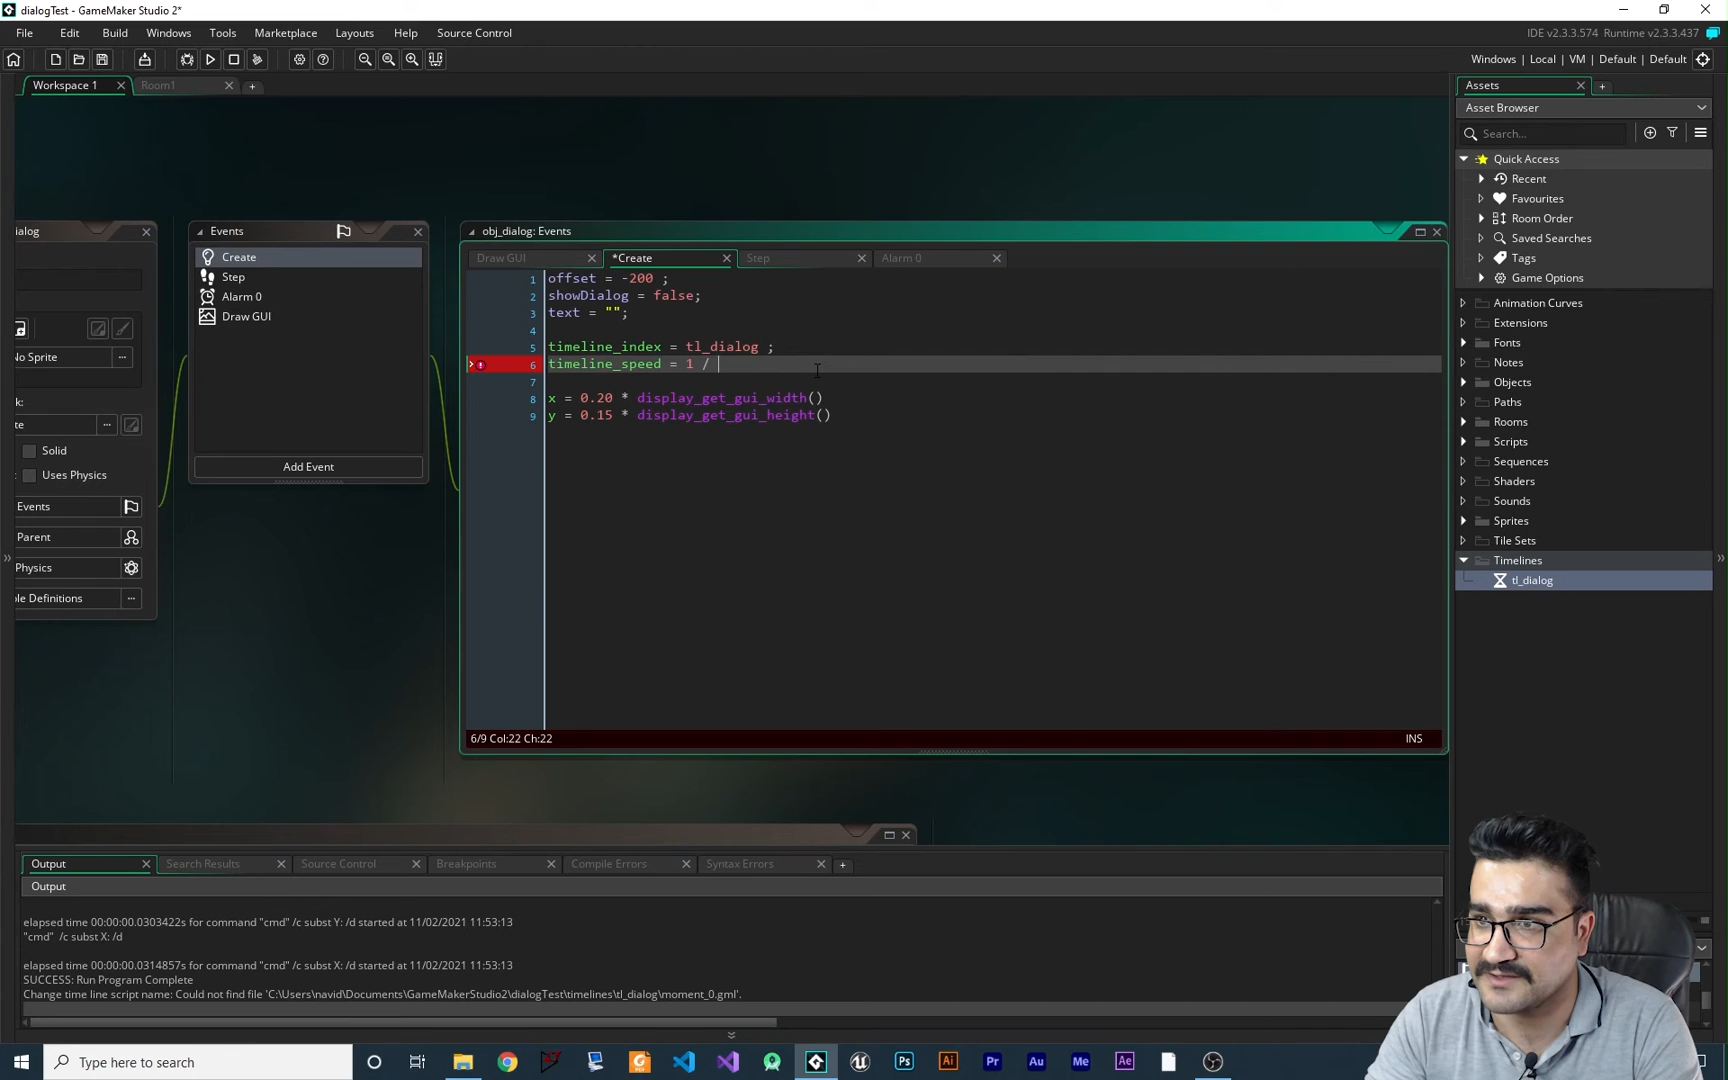 dialogTest - GameMaker Studio 2*
File Edit Build Windows Tools Marketplace Layouts Help Source Control
IDE v2.3.3.574 Runtime v2.3.3.437
Windows | Local | VM | Default | Default
Workspace 1
Room1
Assets
Asset Browser
Search...
Quick Access
Recent
Favourites
Room Order
Saved Searches
Tags
Game Options
Animation Curves
Extensions
Fonts
Notes
Objects
Paths
Rooms
Scripts
Sequences
Shaders
Sounds
Sprites
Tile Sets
Timelines
tl_dialog
ialog
No Sprite
k:
te
Solid
Uses Physics
Events
Parent
Physics
le Definitions
Events
Create
Step
Alarm 0
Draw GUI
Add Event
obj_dialog: Events
Draw GUI *Create Step Alarm 0
1 offset = -200 ;
2 showDialog = false;
3 text = "";
4
5 timeline_index = tl_dialog ;
6 timeline_speed = 1 /
7
8 x = 0.20 * display_get_gui_width()
9 y = 0.15 * display_get_gui_height()
6/9 Col:22 Ch:22
INS
Output Search Results Source Control Breakpoints Compile Errors Syntax Errors
Output
elapsed time 00:00:00.0303422s for command "cmd" /c subst Y: /d started at 11/02/2021 11:53:13
"cmd" /c subst X: /d
elapsed time 00:00:00.0314857s for command "cmd" /c subst X: /d started at 11/02/2021 11:53:13
SUCCESS: Run Program Complete
Change time line script name: Could not find file 'C:\Users\navid\Documents\GameMakerStudio2\dialogTest\timelines\tl_dialog\moment_0.gml'.
Type here to search
Ps Ai Pr Au Me Ae